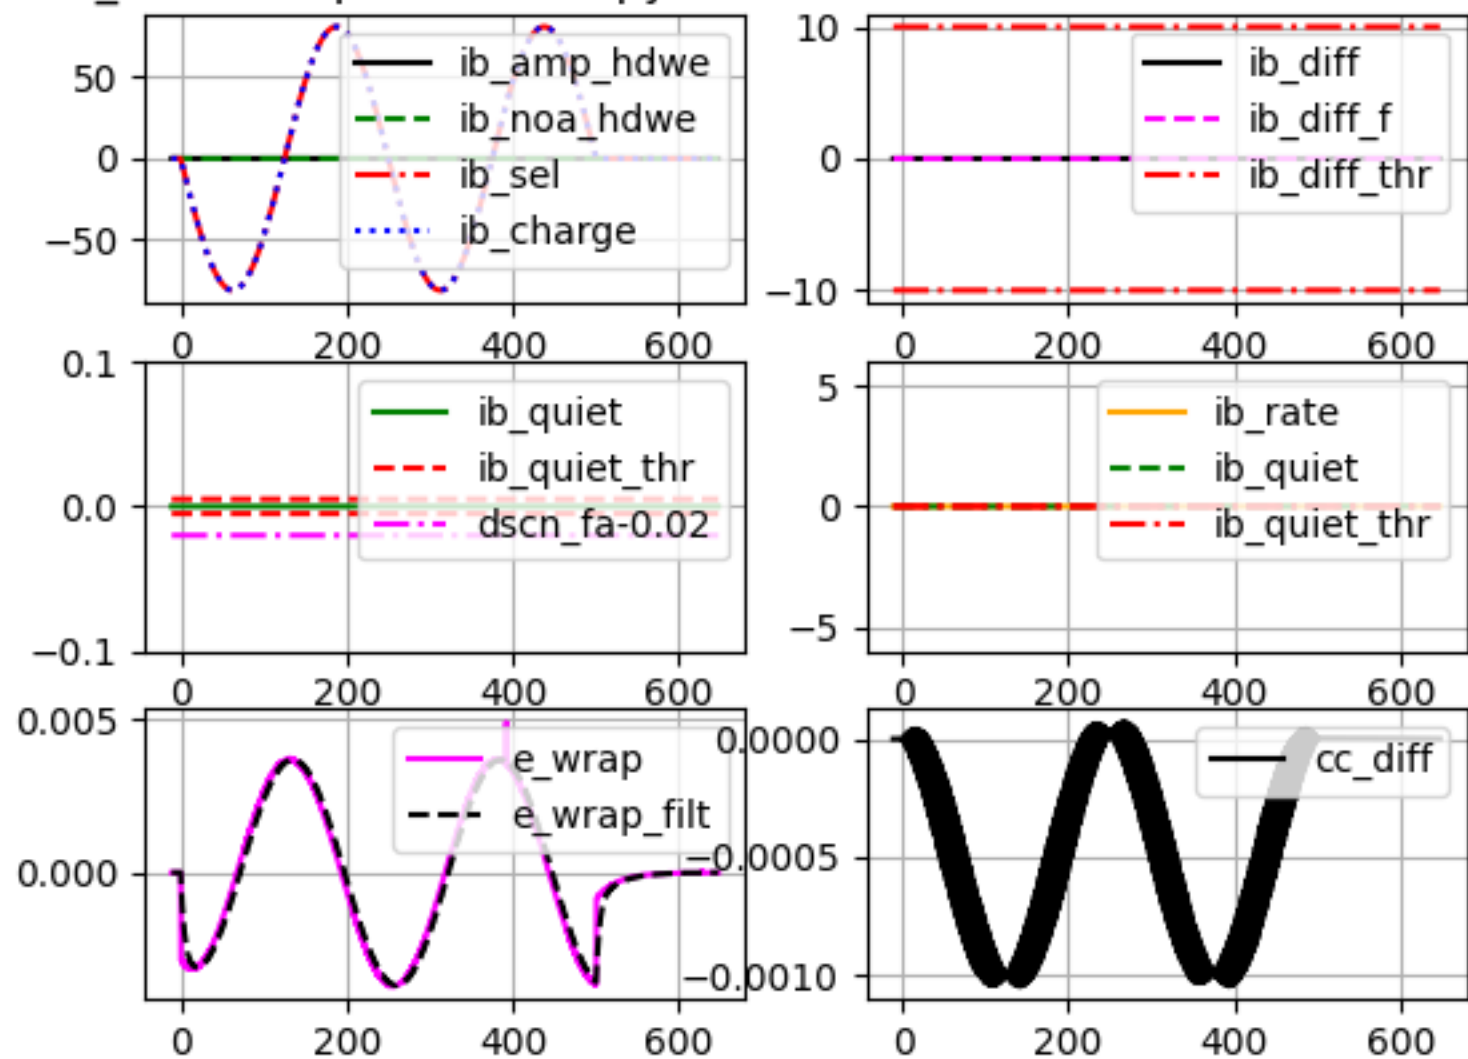 50
0
−50
ib_amp_hdwe
ib_noa_hdwe
ib_sel
ib_charge
0 200 400 600
10
0
−10
ib_diff
ib_diff_f
ib_diff_thr
0 200 400 600
0.1
0.0
−0.1
ib_quiet
ib_quiet_thr
dscn_fa-0.02
0 200 400 600
5
0
−5
ib_rate
ib_quiet
ib_quiet_thr
0 200 400 600
0.005
0.000
e_wrap
e_wrap_filt
0 200 400 600
0.0000
−0.0005
−0.0010
cc_diff
0 200 400 600